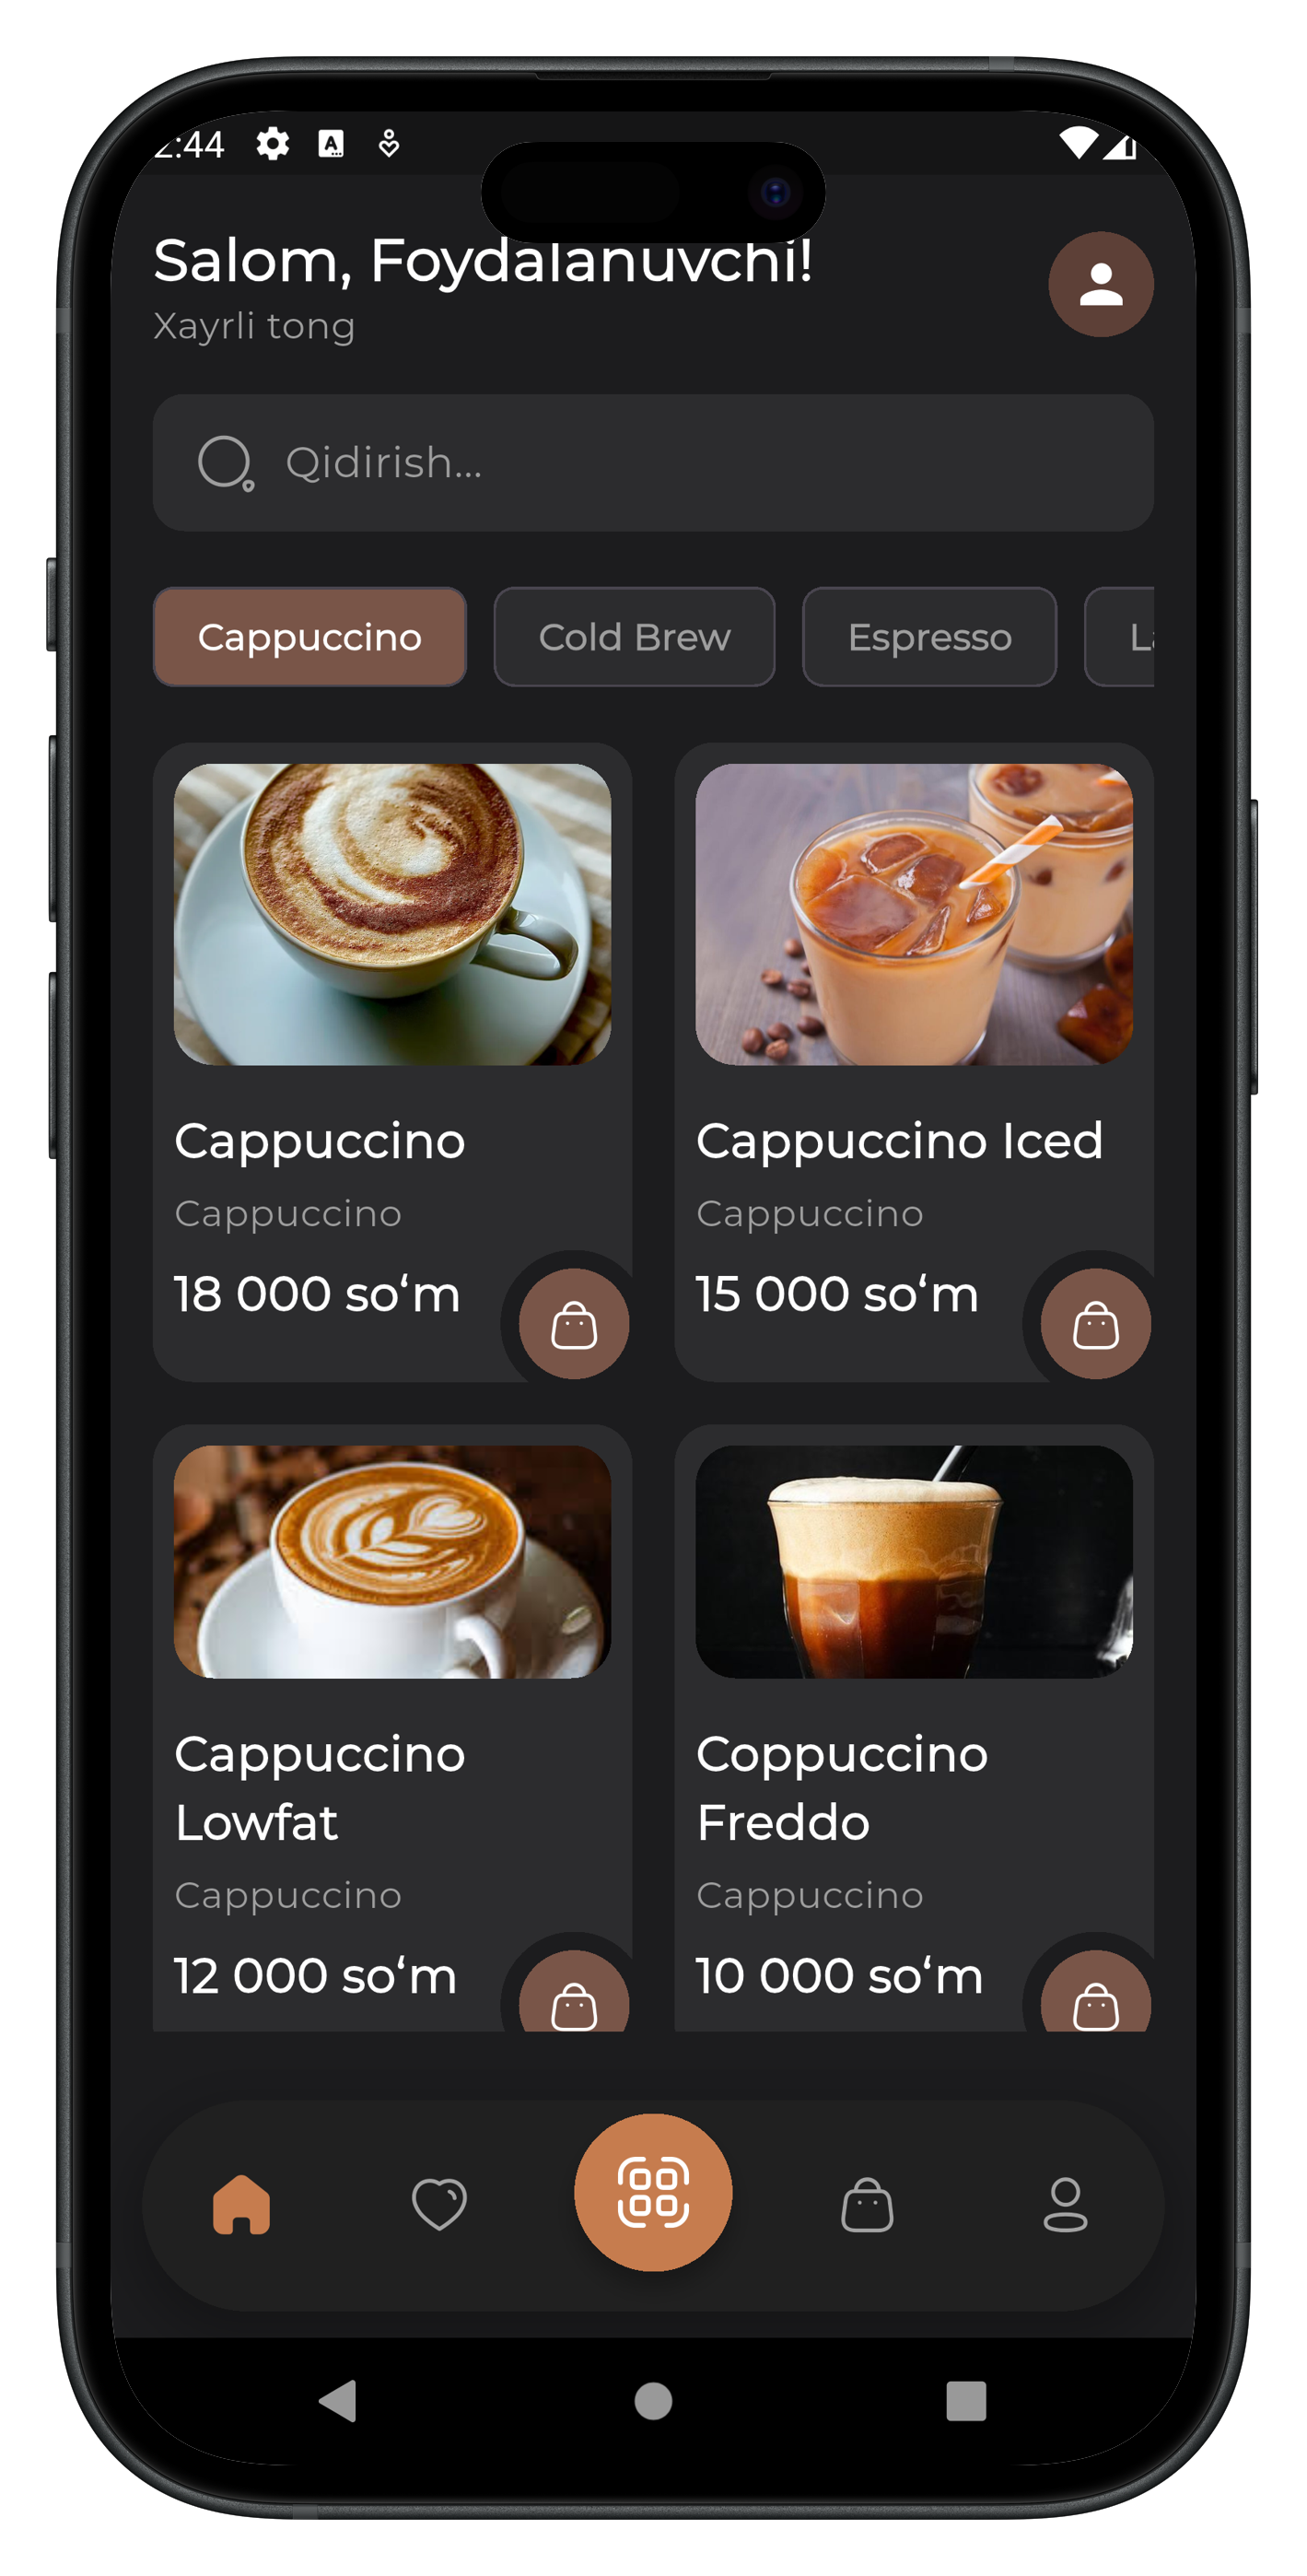 2:44
Salom, Foydalanuvchi!
Xayrli tong
Qidirish...
Cappuccino
Cold Brew
Espresso
Cappuccino
Cappuccino Iced
Cappuccino
Cappuccino
18 000 so‘m
15 000 so‘m
Cappuccino
Lowfat
Coppuccino
Freddo
Cappuccino
Cappuccino
12 000 so‘m
10 000 so‘m